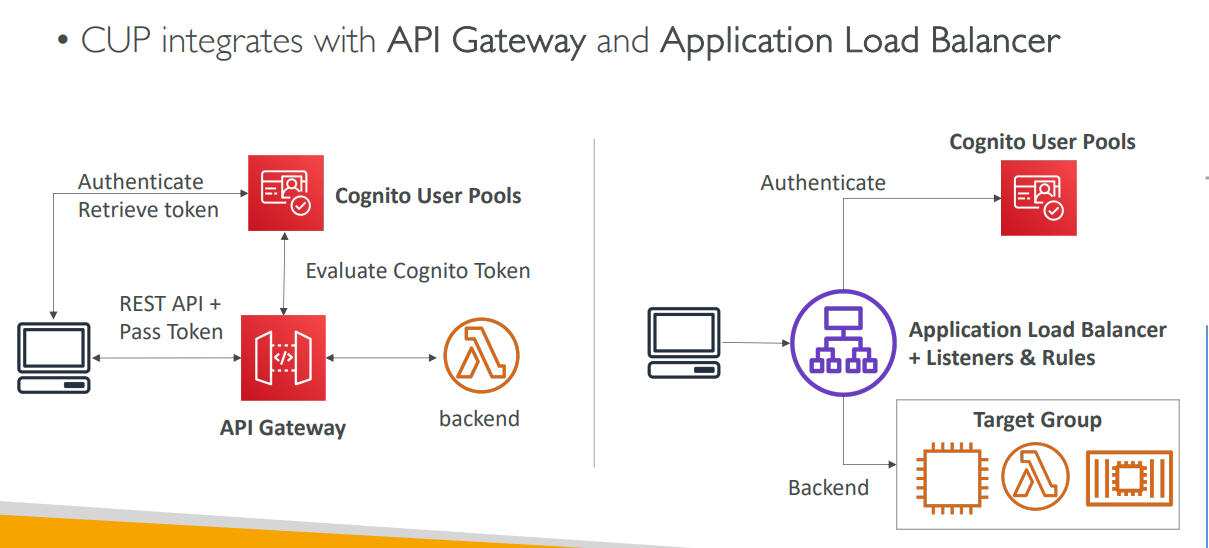 • CUP integrates with API Gateway and Application Load Balancer
Authenticate
Retrieve token
Cognito User Pools
Evaluate Cognito Token
REST API +
Pass Token
</>
API Gateway
backend
Cognito User Pools
Authenticate
Application Load Balancer
+ Listeners & Rules
Target Group
Backend